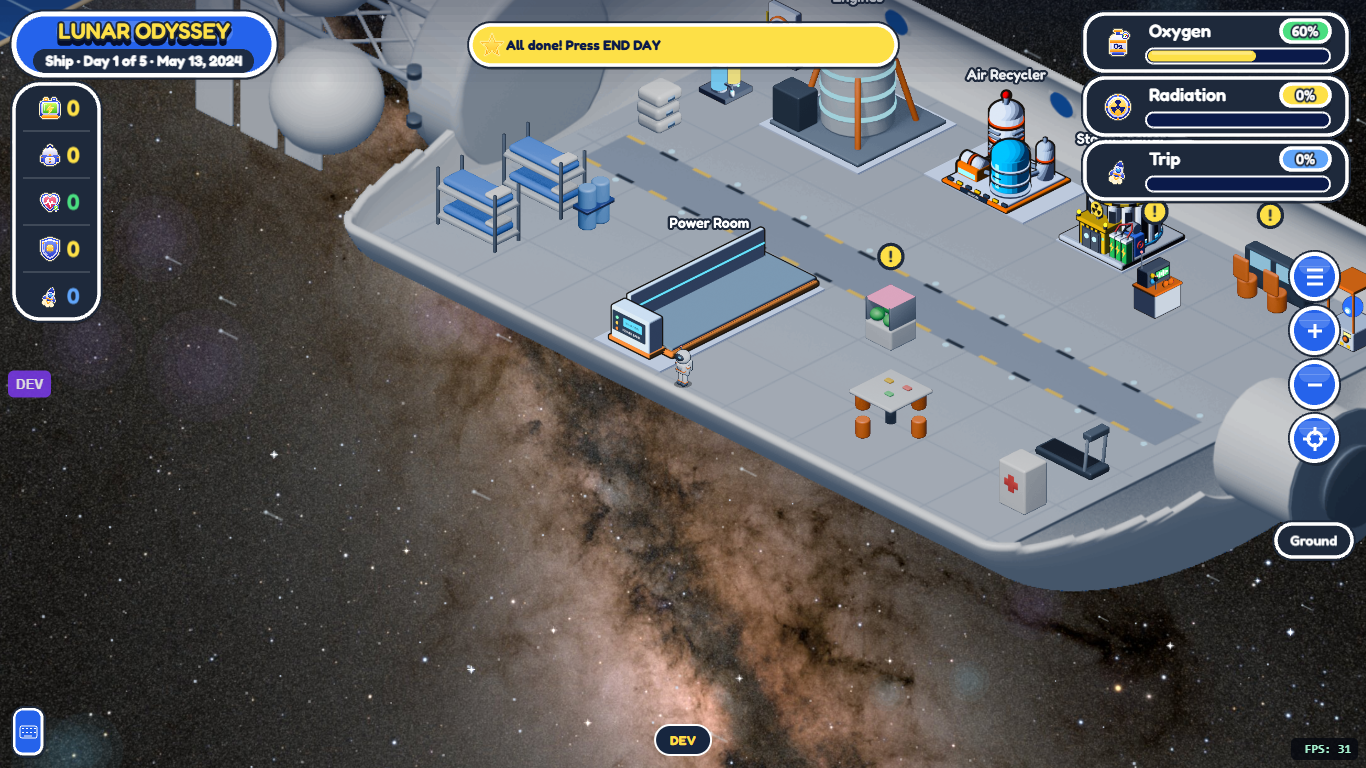 LUNAR ODYSSEY
Ship · Day 1 of 5 · May 13, 2024
All done! Press END DAY
Oxygen
60%
O2
Radiation
0%
Trip
0%
0
0
0
0
0
Air Recycler
Power Room
!
!
!
DEV
Ground
DEV
FPS: 31